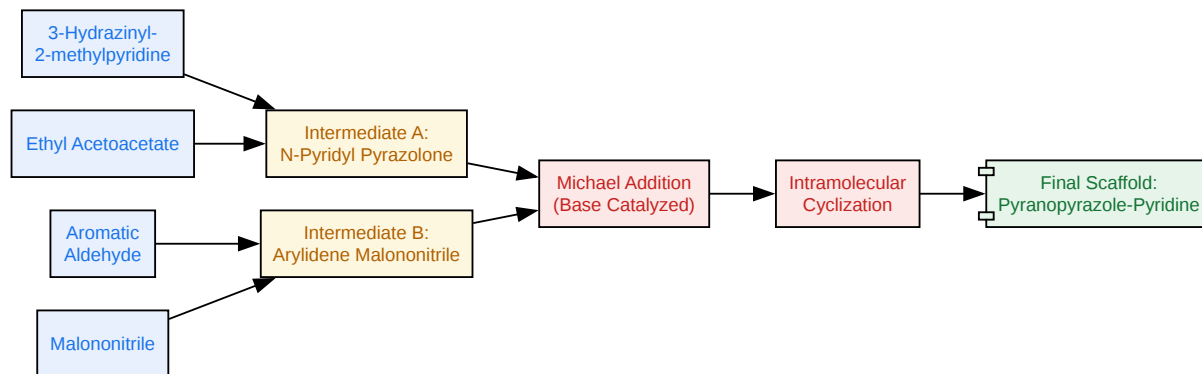 3-Hydrazinyl-
2-methylpyridine
Ethyl Acetoacetate
Intermediate A:
N-Pyridyl Pyrazolone
Aromatic
Aldehyde
Intermediate B:
Arylidene Malononitrile
Malononitrile
Michael Addition
(Base Catalyzed)
Intramolecular
Cyclization
Final Scaffold:
Pyranopyrazole-Pyridine